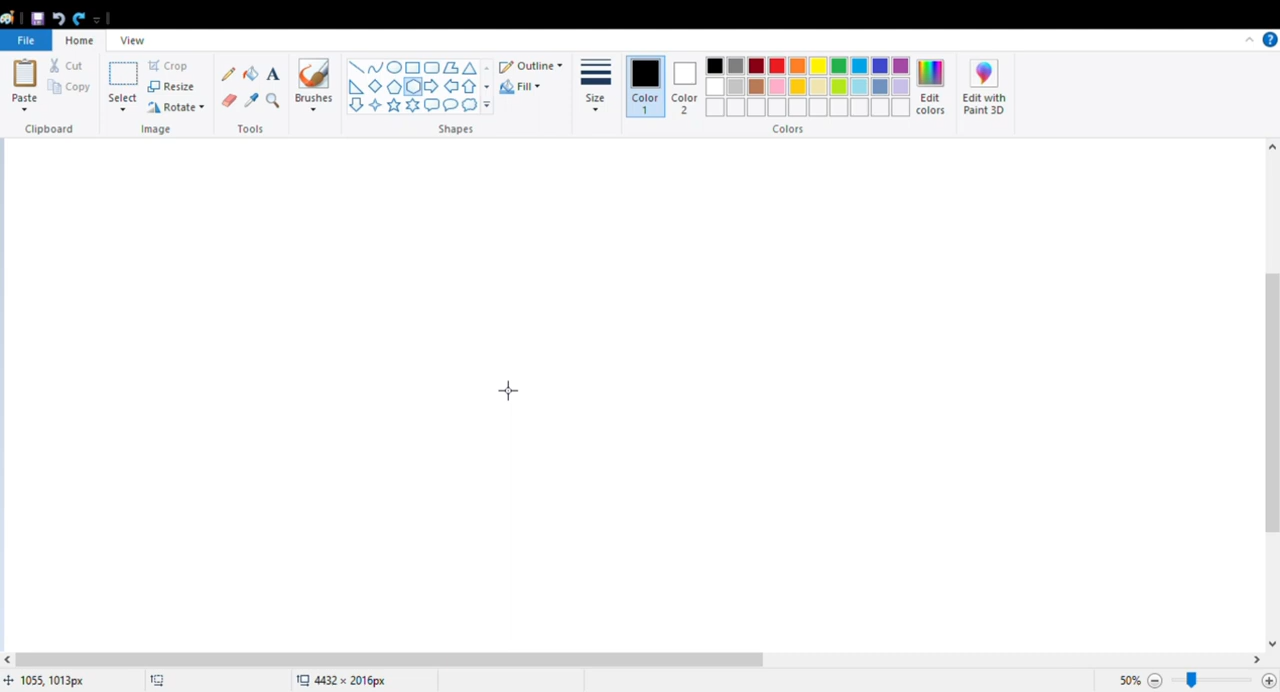 File Home View
Paste Cut Copy
Clipboard
Select Crop Resize Rotate
Image
A
Tools
Brushes
Outline
Fill
Shapes
Size
Color 1
Color 2
Edit colors
Colors
Edit with Paint 3D
?
1055, 1013px
4432 × 2016px
50%